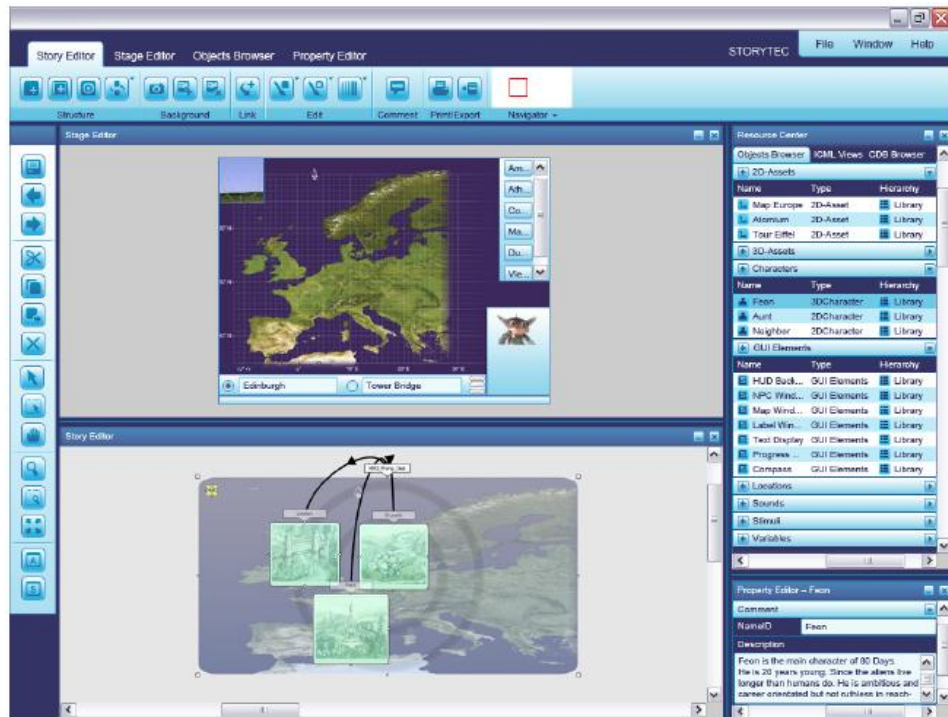 Story Editor Stage Editor Objects Browser Property Editor
STORYTEC File Window Help
Structure Background Link Edit Comment Print/Export Navigator
Stage Editor
Am...
Ath...
Co...
Ma...
Du...
Vie...
Edinburgh Tower Bridge
Story Editor
Resource Center
Objects Browser ICML Views CDB Browser
2D-Assets
Name Type Hierarchy
Map Europe 2D-Asset Library
Atomium 2D-Asset Library
Tour Eiffel 2D-Asset Library
3D-Assets
Characters
Name Type Hierarchy
Feon 3DCharacter Library
Aunt 2DCharacter Library
Neighbor 2DCharacter Library
GUI Elements
Name Type Hierarchy
HUD Back... GUI Elements Library
NPC Wind... GUI Elements Library
Map Wind... GUI Elements Library
Label Win... GUI Elements Library
Text Display GUI Elements Library
Progress ... GUI Elements Library
Compass GUI Elements Library
Locations
Sounds
Stimuli
Variables
Property Editor – Feon
Comment
NameID Feon
Description
Feon is the main character of 80 Days.
He is 20 years young. Since the aliens live
longer than humans do. He is ambitious and
career orientated but not ruthless in reach-
A
S